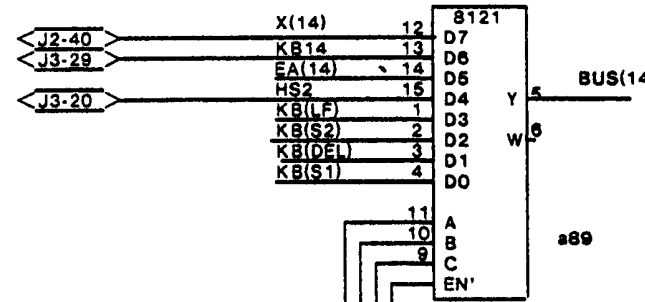 X(14)
8121
J2-40 12 D7
KB14
J3-29 13 D6
EA(14)
14 D5
HS2
J3-20 15 D4 Y 5 BUS(14
KB(LF) 1 D3
KB(S2) 2 D2 W 6
KB(DEL) 3 D1
KB(S1) 4 D0
11 A
10 B a89
9 C
EN'